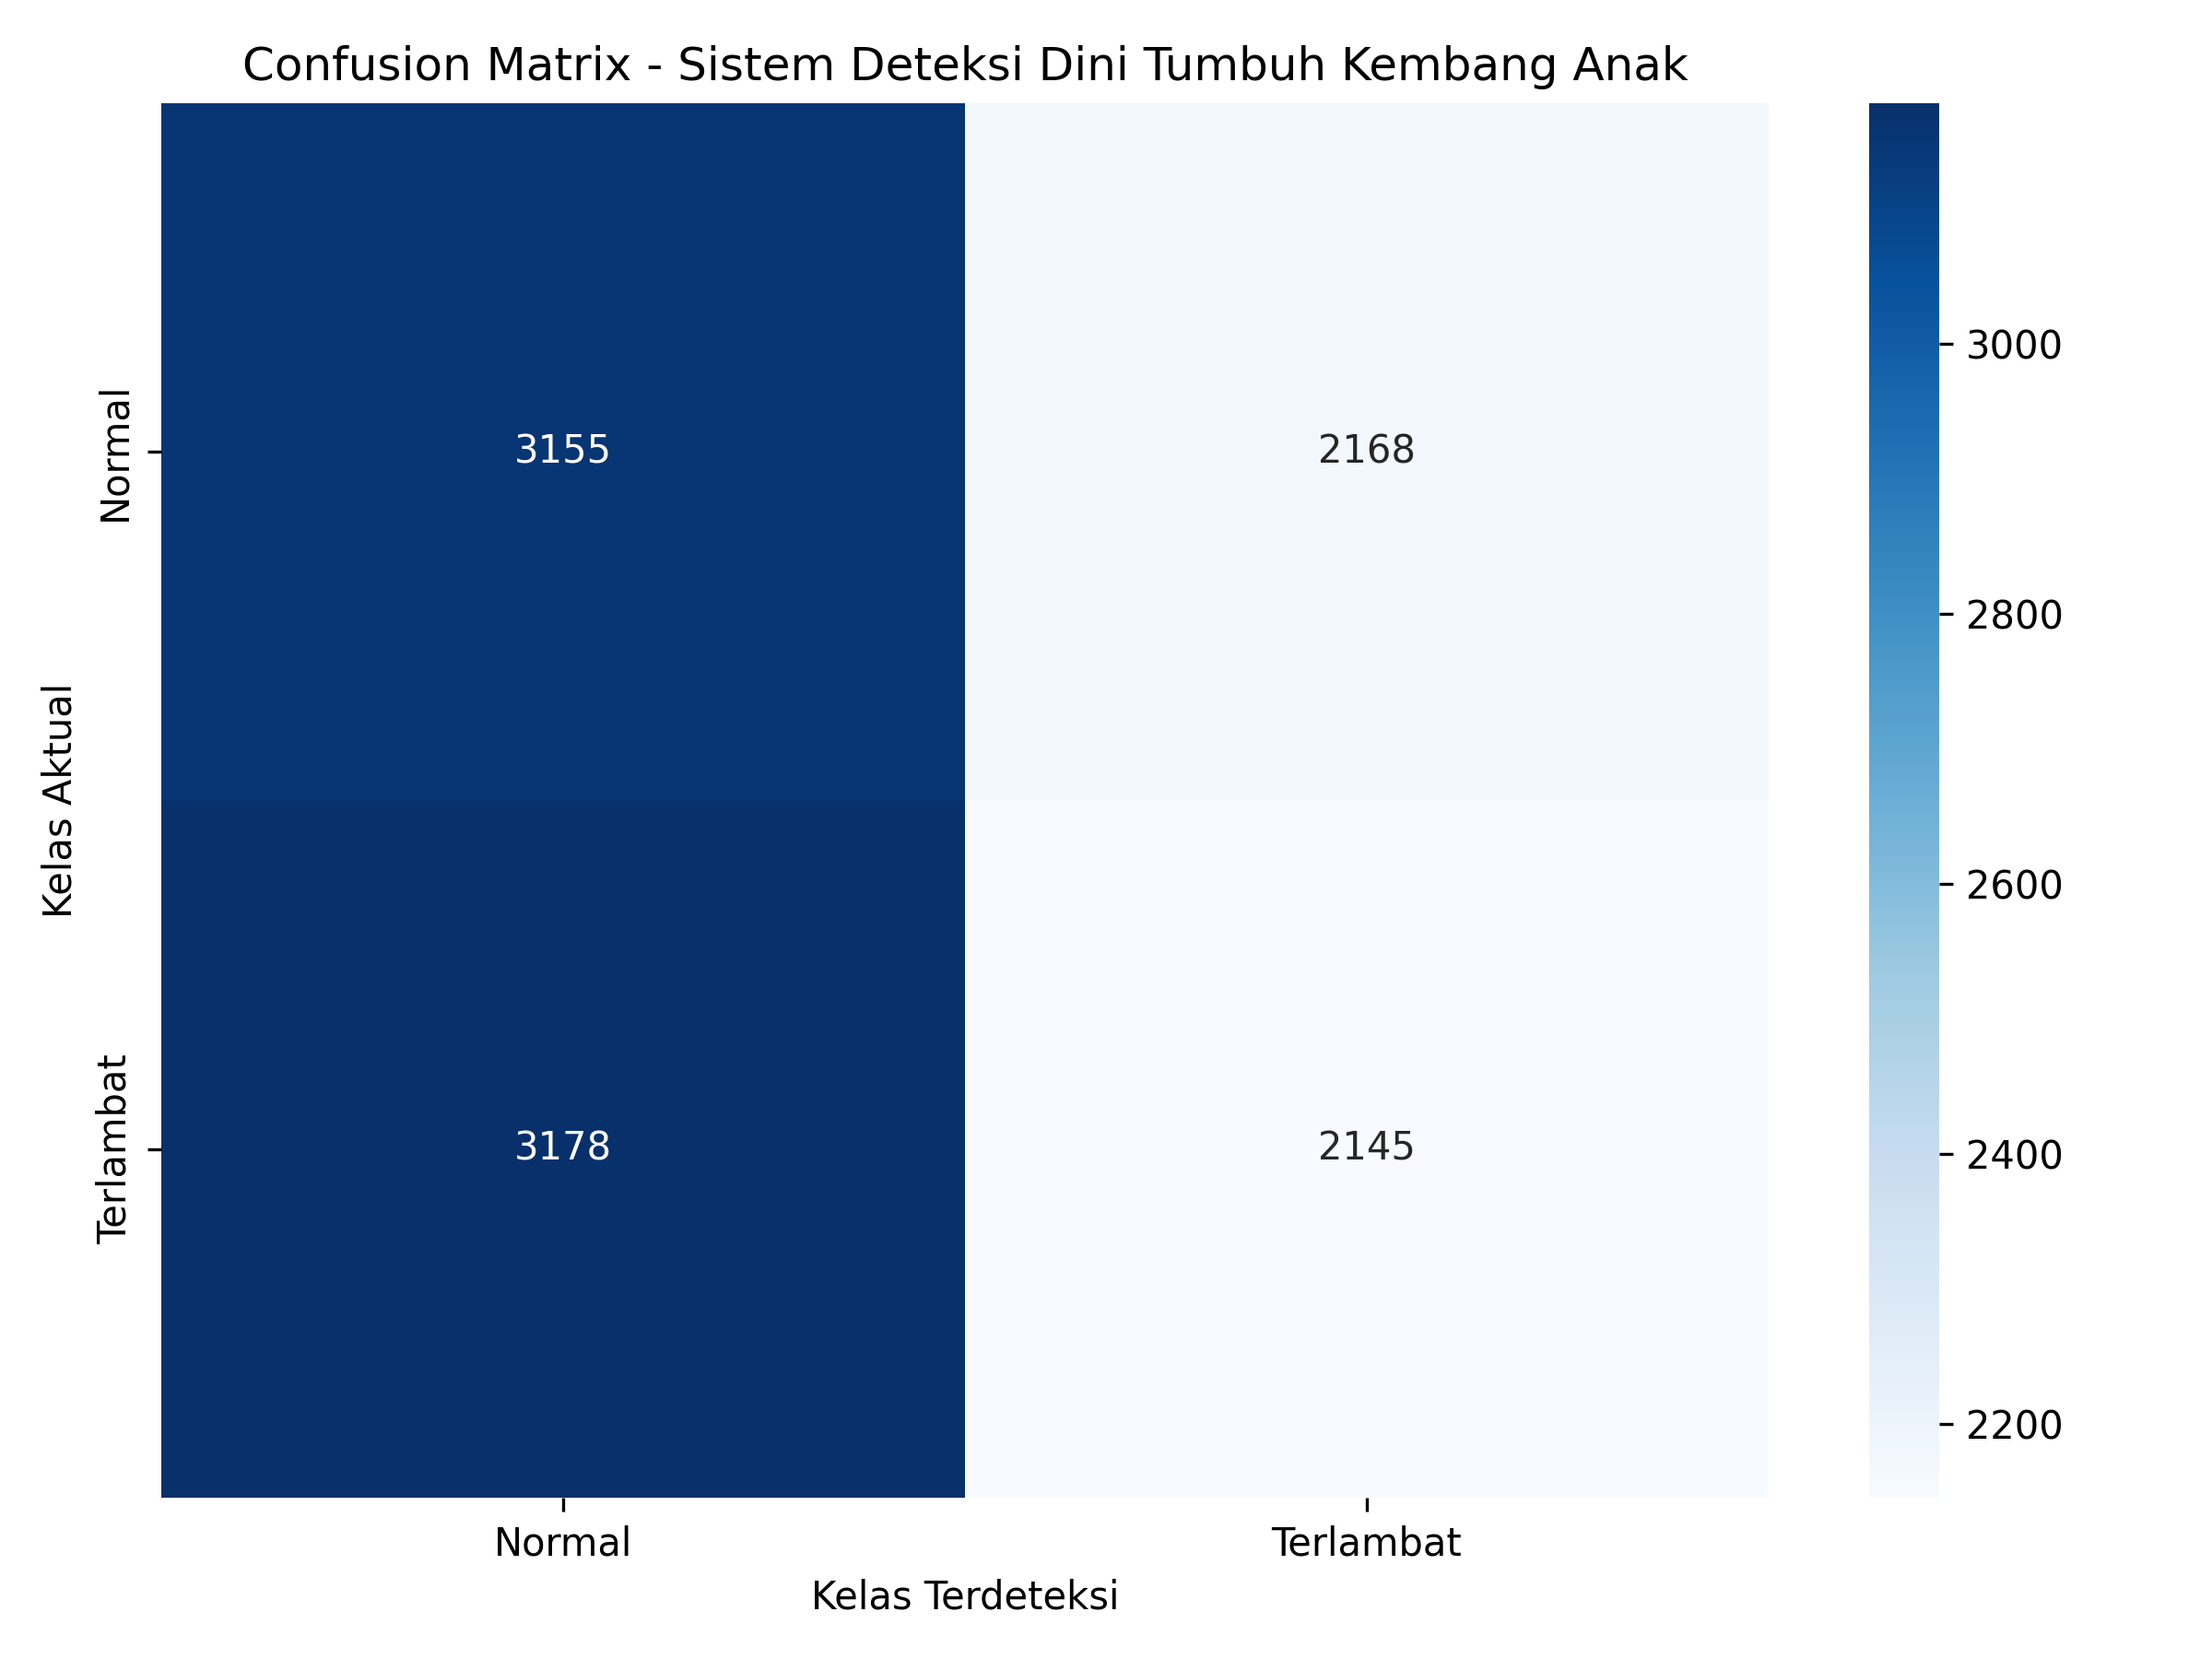 Confusion Matrix - Sistem Deteksi Dini Tumbuh Kembang Anak
Kelas Aktual
Normal
3155
2168
Terlambat
3178
2145
Normal
Terlambat
Kelas Terdeteksi
3000
2800
2600
2400
2200